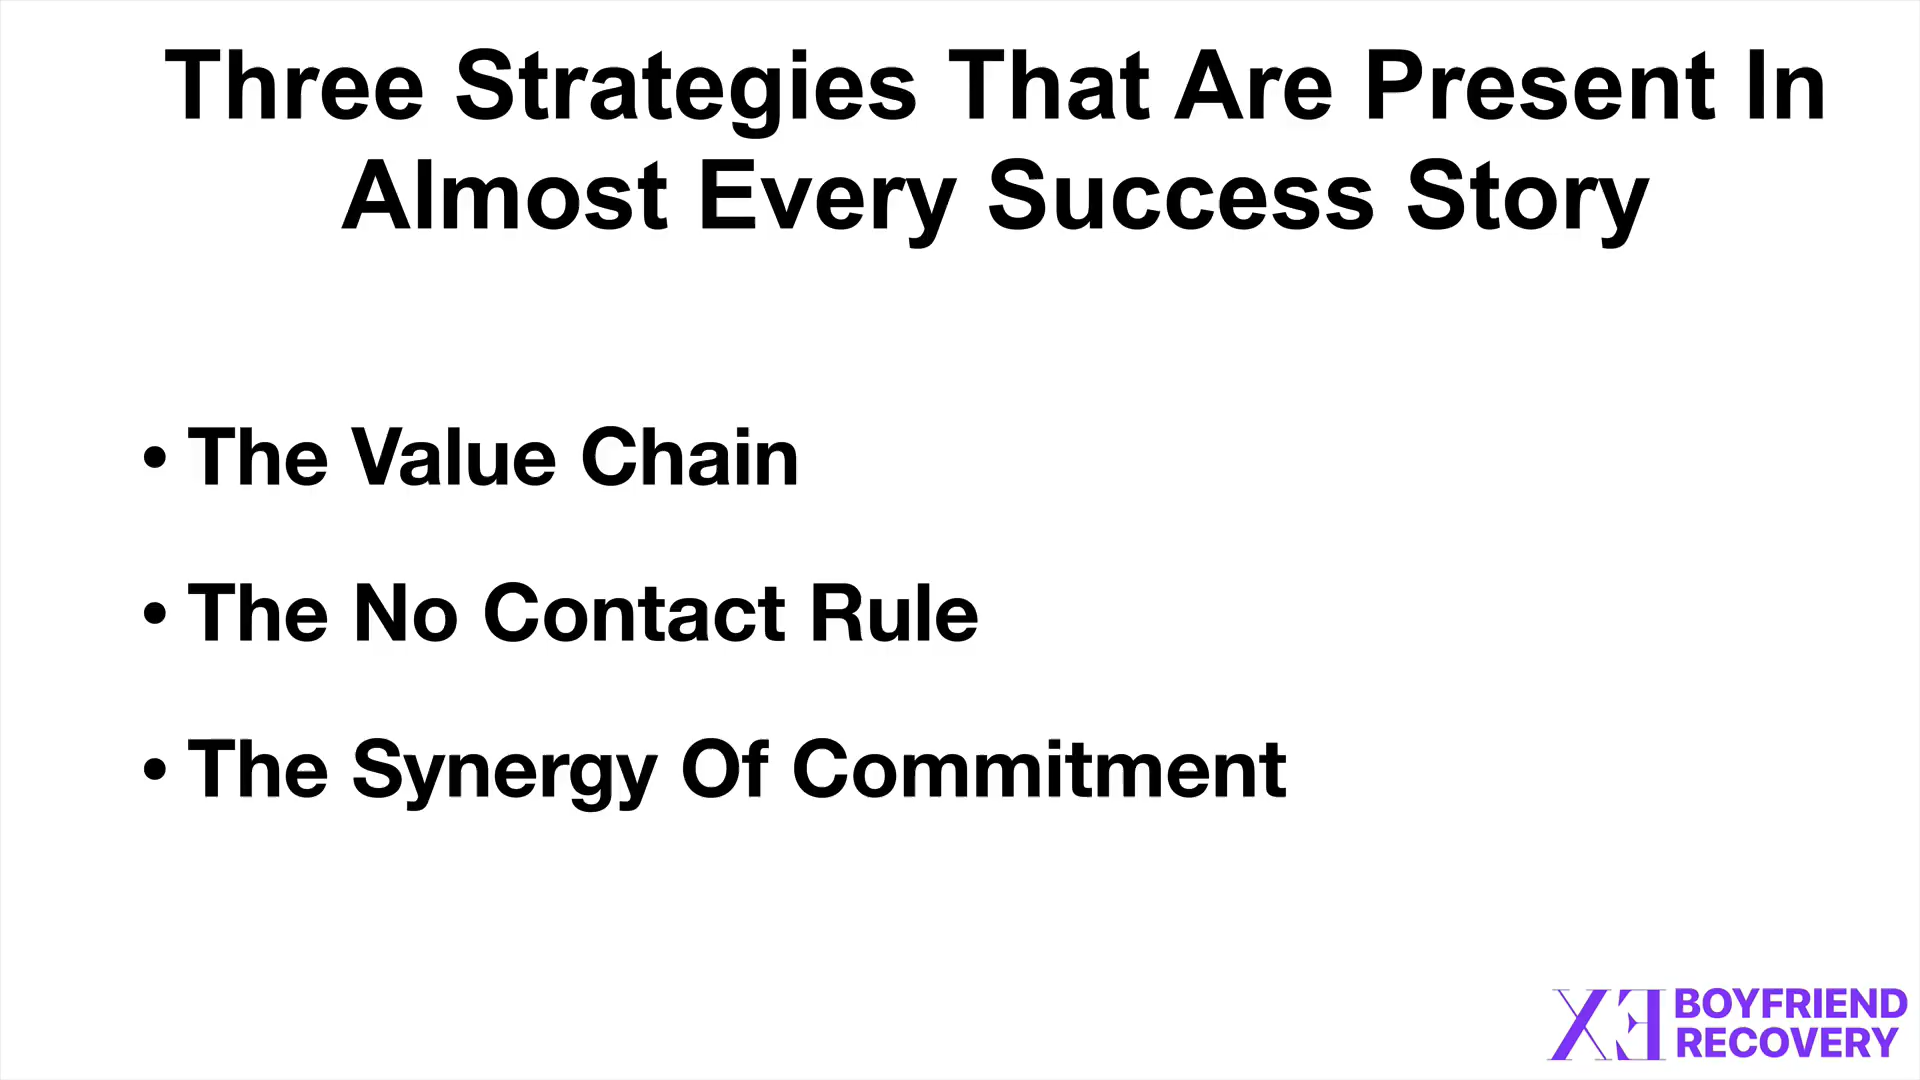 Three Strategies That Are Present In
Almost Every Success Story
• The Value Chain
• The No Contact Rule
• The Synergy Of Commitment
XE BOYFRIEND
RECOVERY